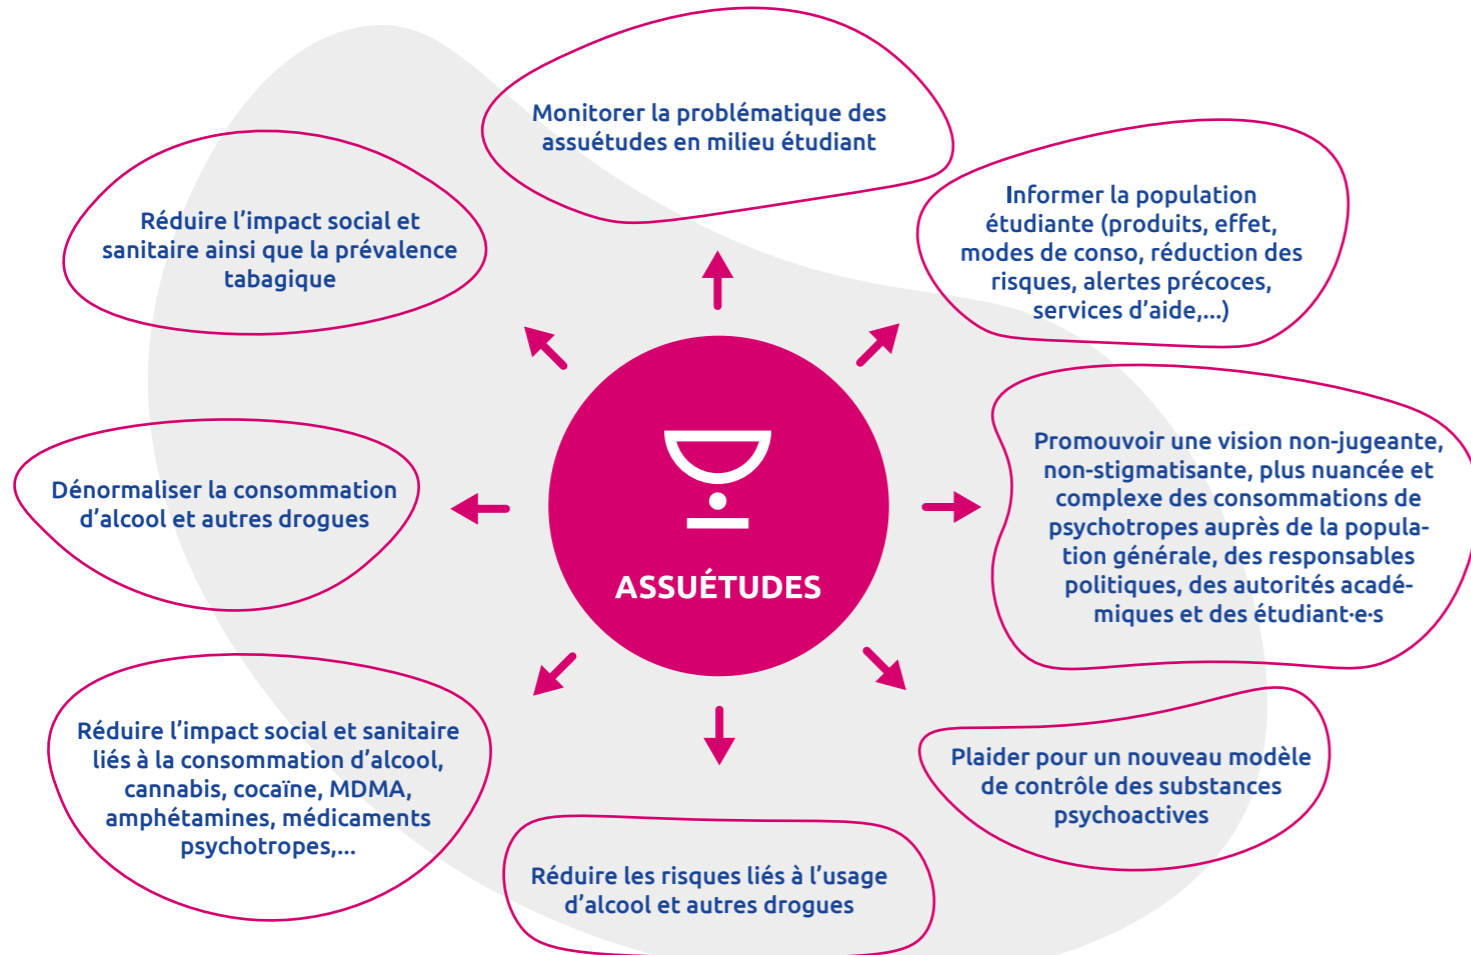 Monitorer la problématique des
assuétudes en milieu étudiant
Informer la population
étudiante (produits, effet,
modes de conso, réduction des
risques, alertes précoces,
services d’aide,...)
Promouvoir une vision non-jugeante,
non-stigmatisante, plus nuancée et
complexe des consommations de
psychotropes auprès de la popula-
tion générale, des responsables
politiques, des autorités acadé-
miques et des étudiant·e·s
Plaider pour un nouveau modèle
de contrôle des substances
psychoactives
Réduire les risques liés à l’usage
d’alcool et autres drogues
Réduire l’impact social et sanitaire
liés à la consommation d’alcool,
cannabis, cocaïne, MDMA,
amphétamines, médicaments
psychotropes,...
Dénormaliser la consommation
d’alcool et autres drogues
Réduire l’impact social et
sanitaire ainsi que la prévalence
tabagique
ASSUÉTUDES